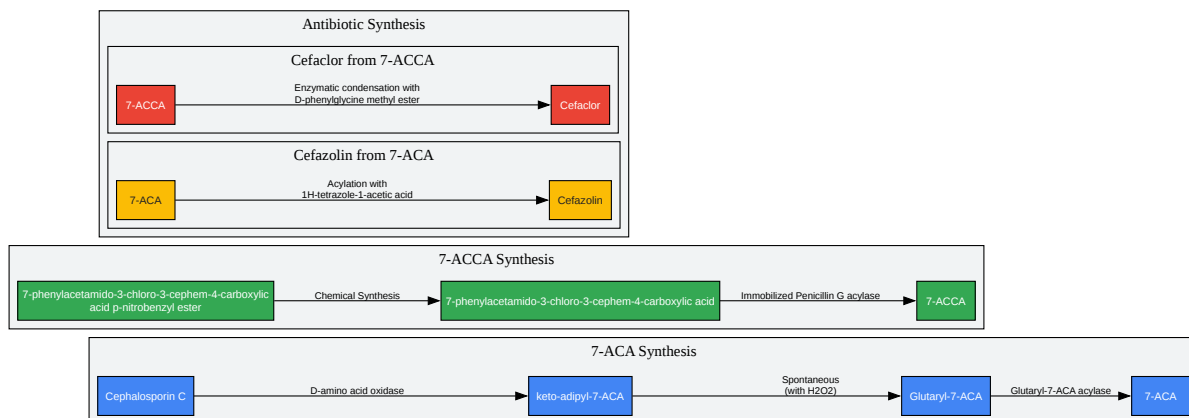 Antibiotic Synthesis
Cefaclor from 7-ACCA
7-ACCA
Enzymatic condensation with
D-phenylglycine methyl ester
Cefaclor
Cefazolin from 7-ACA
7-ACA
Acylation with
1H-tetrazole-1-acetic acid
Cefazolin
7-ACCA Synthesis
7-phenylacetamido-3-chloro-3-cephem-4-carboxylic
acid p-nitrobenzyl ester
Chemical Synthesis
7-phenylacetamido-3-chloro-3-cephem-4-carboxylic acid
Immobilized Penicillin G acylase
7-ACCA
7-ACA Synthesis
Cephalosporin C
D-amino acid oxidase
keto-adipyl-7-ACA
Spontaneous
(with H2O2)
Glutaryl-7-ACA
Glutaryl-7-ACA acylase
7-ACA